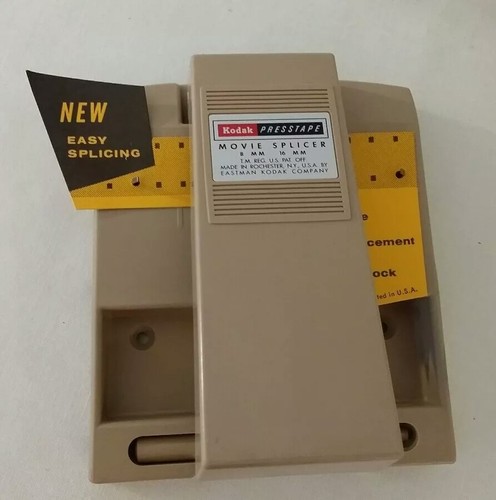 NEW
EASY
SPLICING
Kodak PRESSTAPE
MOVIE SPLICER
8 MM 16 MM
T.M. REG. U.S. PAT. OFF.
MADE IN ROCHESTER, N.Y., U.S.A. BY
EASTMAN KODAK COMPANY
e
cement
ock
ted in U.S.A.